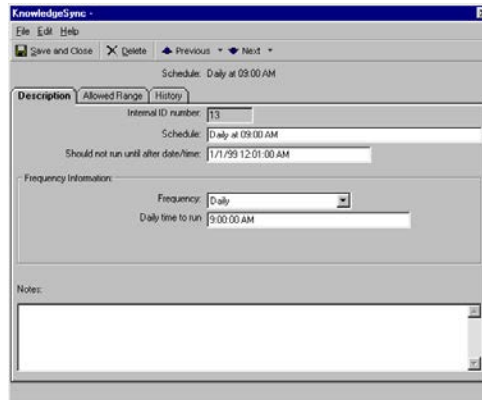 KnowledgeSync -
File Edit Help
Save and Close Delete Previous Next
Schedule: Daily at 09:00 AM
Description Allowed Range History
Internal ID number: 13
Schedule: Daily at 09:00 AM
Should not run until after date/time: 1/1/99 12:01:00 AM
Frequency Information:
Frequency: Daily
Daily time to run 9:00:00 AM
Notes: